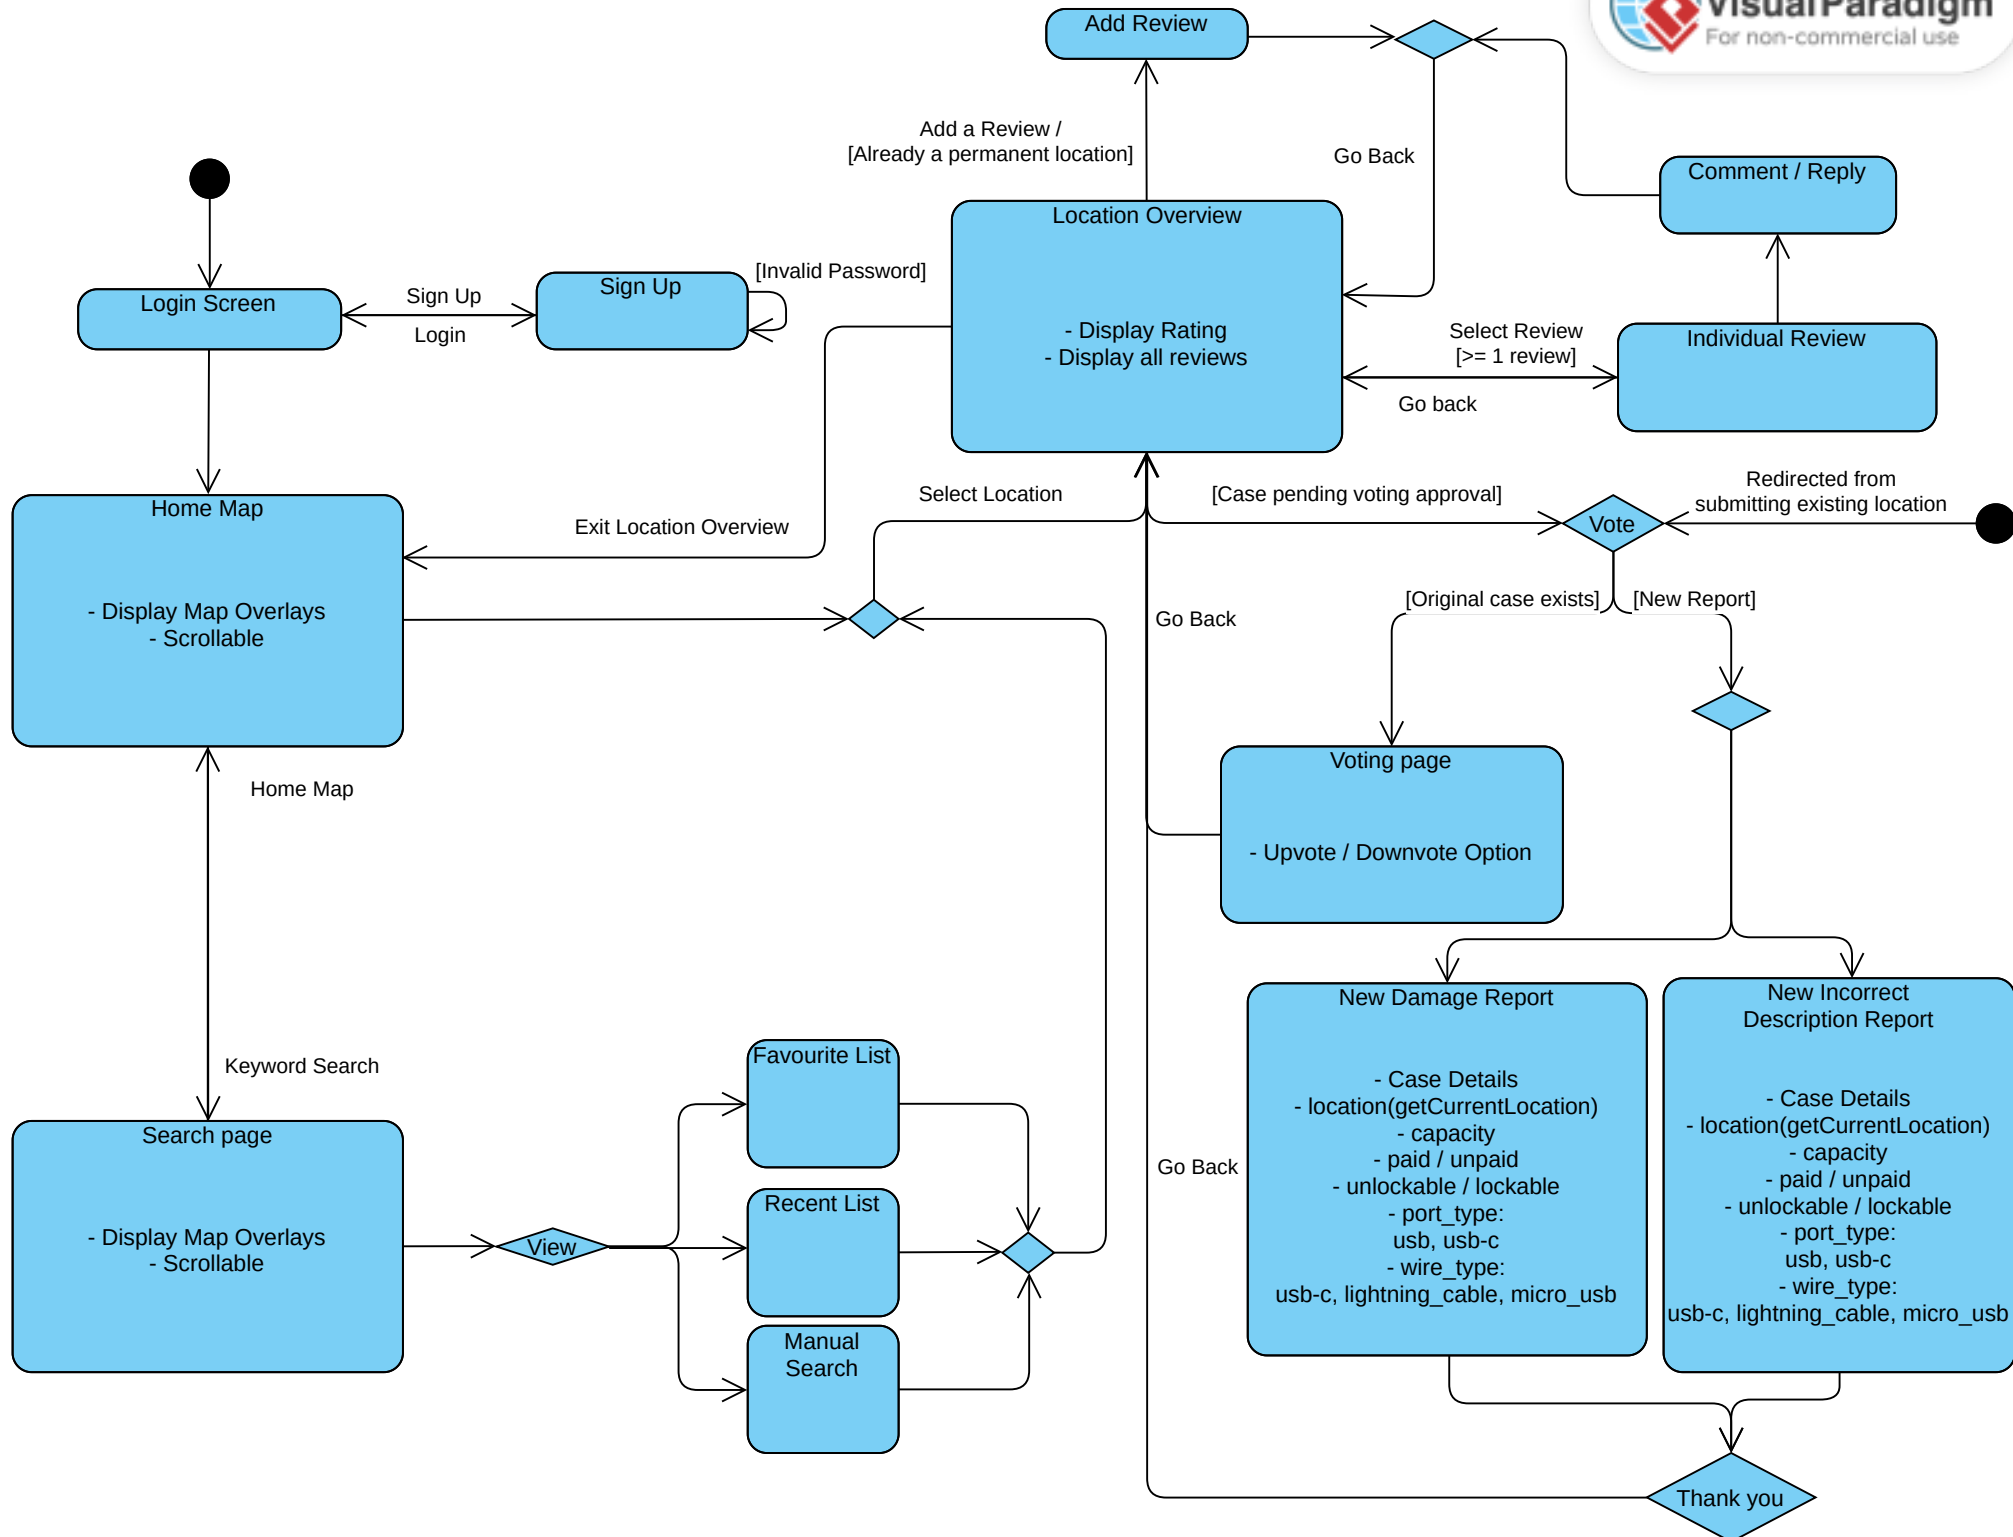 VisualParadigm
For non-commercial use
Add Review
Add a Review /
[Already a permanent location]
Go Back
Comment / Reply
Location Overview
- Display Rating
- Display all reviews
[Invalid Password]
Sign Up
Login Screen
Sign Up
Login
Select Review
[>= 1 review]
Go back
Individual Review
Home Map
- Display Map Overlays
- Scrollable
Exit Location Overview
Select Location
[Case pending voting approval]
Redirected from
submitting existing location
Vote
[Original case exists]
[New Report]
Go Back
Home Map
Voting page
- Upvote / Downvote Option
Keyword Search
Search page
- Display Map Overlays
- Scrollable
View
Favourite List
Recent List
Manual
Search
Go Back
New Damage Report
- Case Details
- location(getCurrentLocation)
- capacity
- paid / unpaid
- unlockable / lockable
- port_type:
usb, usb-c
- wire_type:
usb-c, lightning_cable, micro_usb
New Incorrect
Description Report
- Case Details
- location(getCurrentLocation)
- capacity
- paid / unpaid
- unlockable / lockable
- port_type:
usb, usb-c
- wire_type:
usb-c, lightning_cable, micro_usb
Thank you